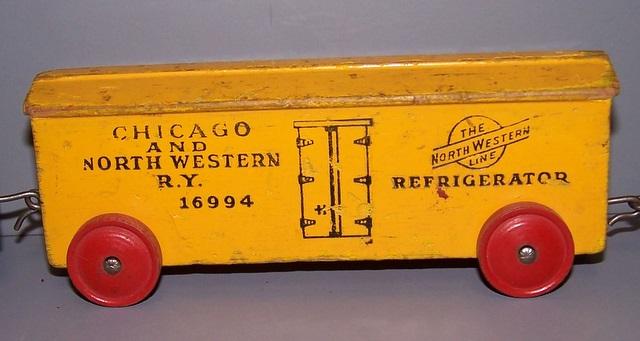 CHICAGO
AND
NORTH WESTERN
R.Y.
16994
THE
NORTH WESTERN
LINE
REFRIGERATOR